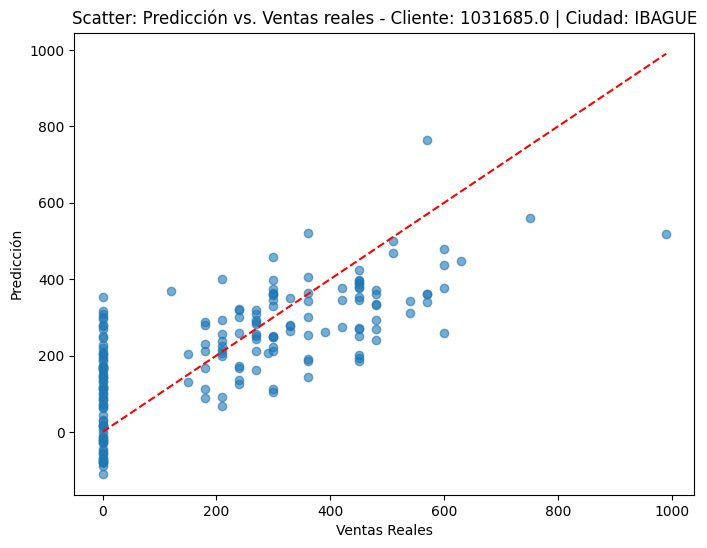 Scatter: Predicción vs. Ventas reales - Cliente: 1031685.0 | Ciudad: IBAGUE
1000
800
600
400
200
0
Predicción
0 200 400 600 800 1000
Ventas Reales